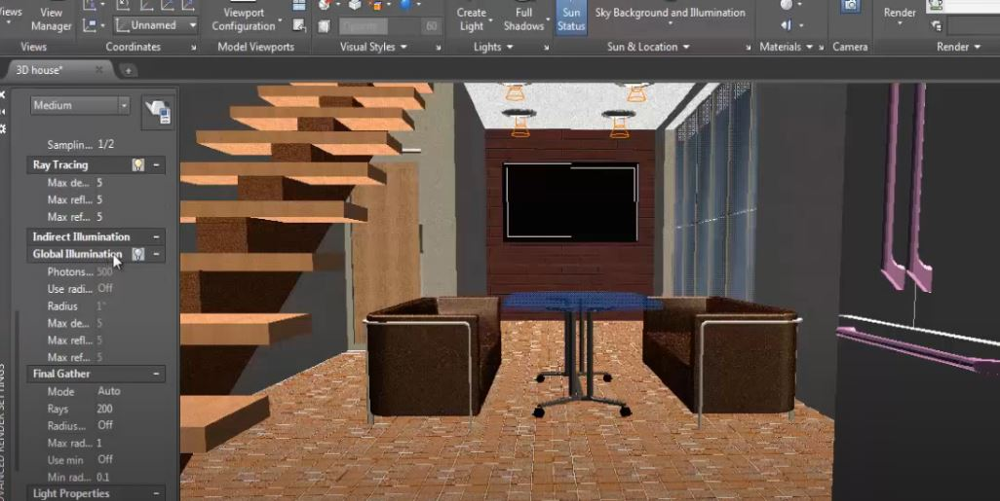 Views
View
Manager
Views
Unnamed
Coordinates
Viewport
Configuration
Model Viewports
Opacity
60
Visual Styles
Create
Light
Full
Shadows
Lights
Sun
Status
Sky Background and Illumination
Sun & Location
Materials
Camera
Render
Render
3D house*
Medium
Samplin... 1/2
Ray Tracing
Max de... 5
Max refl... 5
Max ref... 5
Indirect Illumination
Global Illumination
Photons... 500
Use radi... Off
Radius 1"
Max de... 5
Max refl... 5
Max ref... 5
Final Gather
Mode Auto
Rays 200
Radius... Off
Max rad... 1
Use min Off
Min rad... 0.1
Light Properties
ADVANCED RENDER SETTINGS